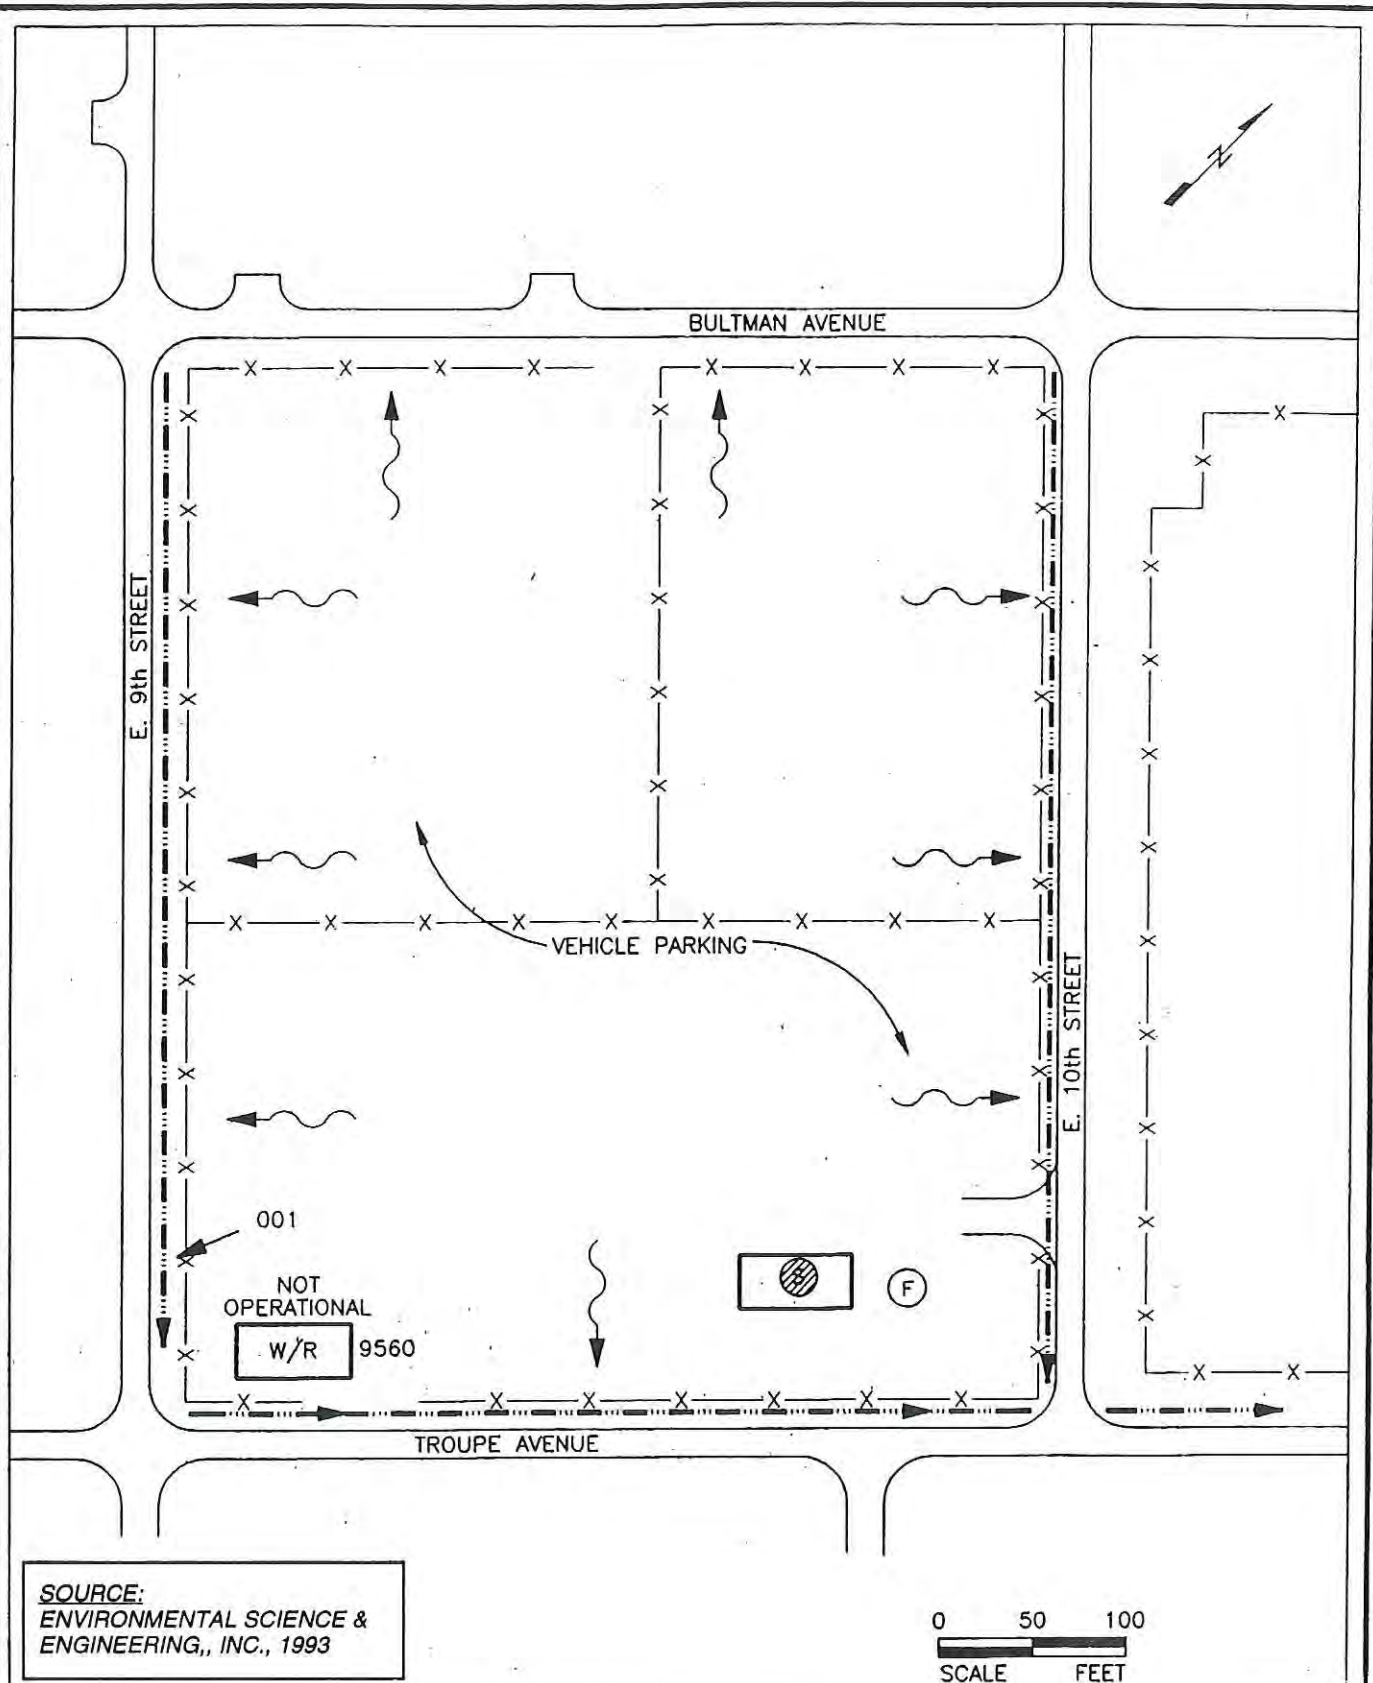 N
BULTMAN AVENUE
E. 9th STREET
VEHICLE PARKING
E. 10th STREET
001
NOT
OPERATIONAL
W/R
9560
S
F
TROUPE AVENUE
SOURCE:
ENVIRONMENTAL SCIENCE &
ENGINEERING,, INC., 1993
0 50 100
SCALE FEET